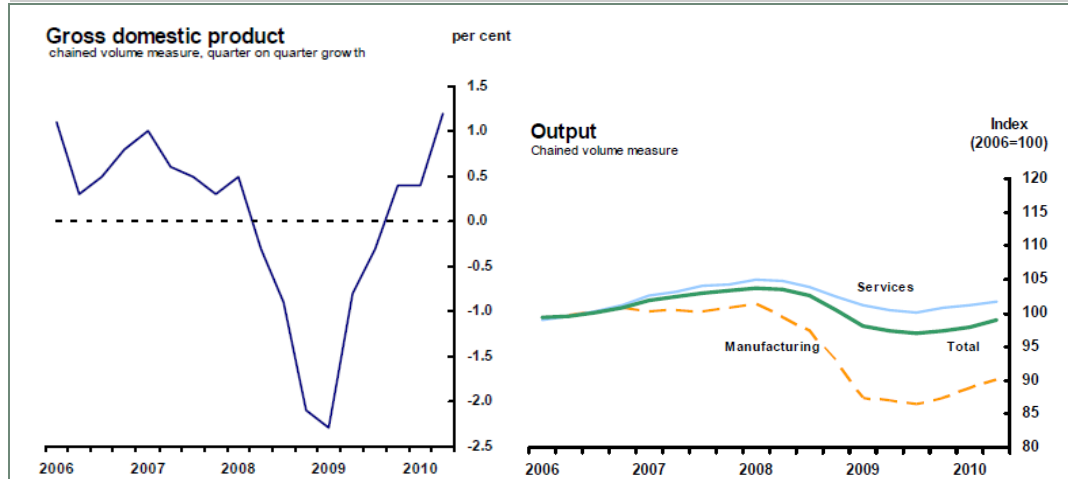 Gross domestic product
per cent
chained volume measure, quarter on quarter growth
1.5
1.0
0.5
0.0
-0.5
-1.0
-1.5
-2.0
-2.5
2006 2007 2008 2009 2010
Output
Chained volume measure
Index
(2006=100)
120
115
110
105
100
95
90
85
80
Services
Manufacturing
Total
2006 2007 2008 2009 2010